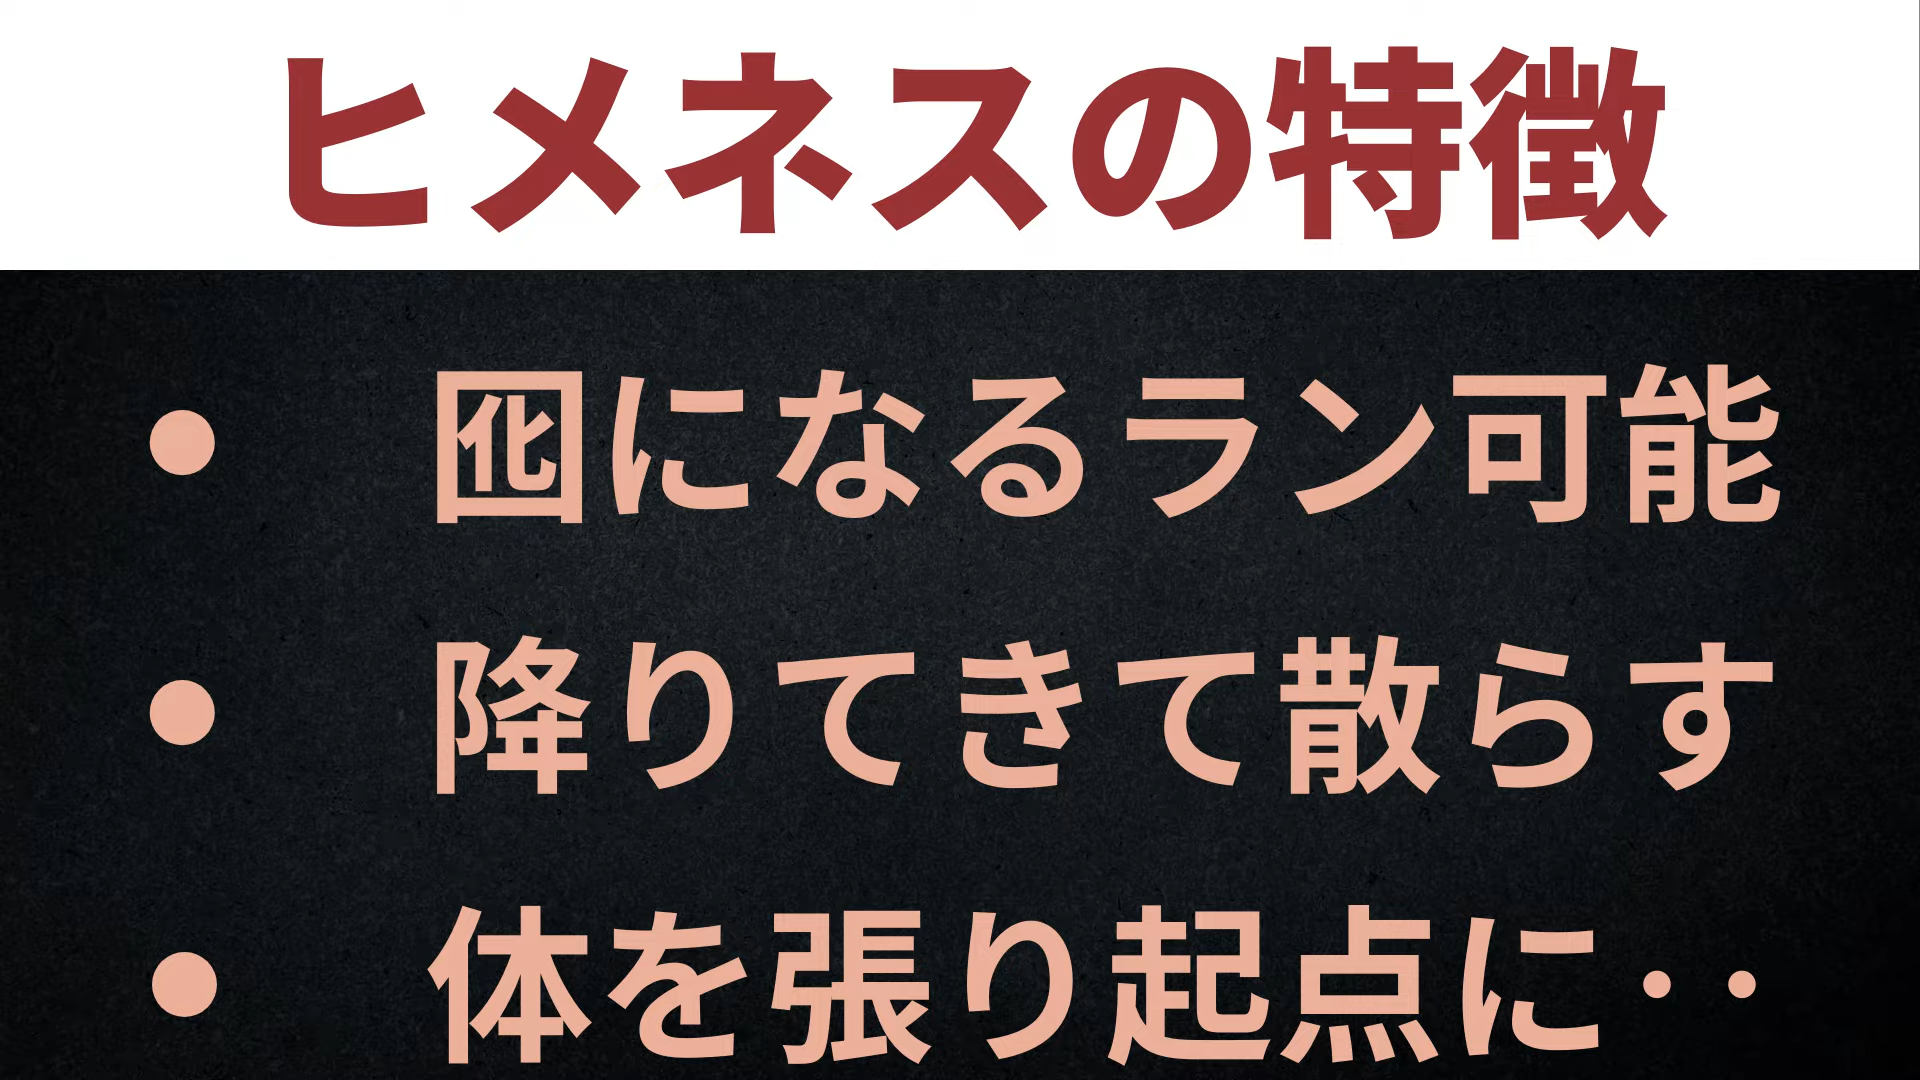 ヒメネスの特徴
• 囮になるラン可能
• 降りてきて散らす
• 体を張り起点に‥